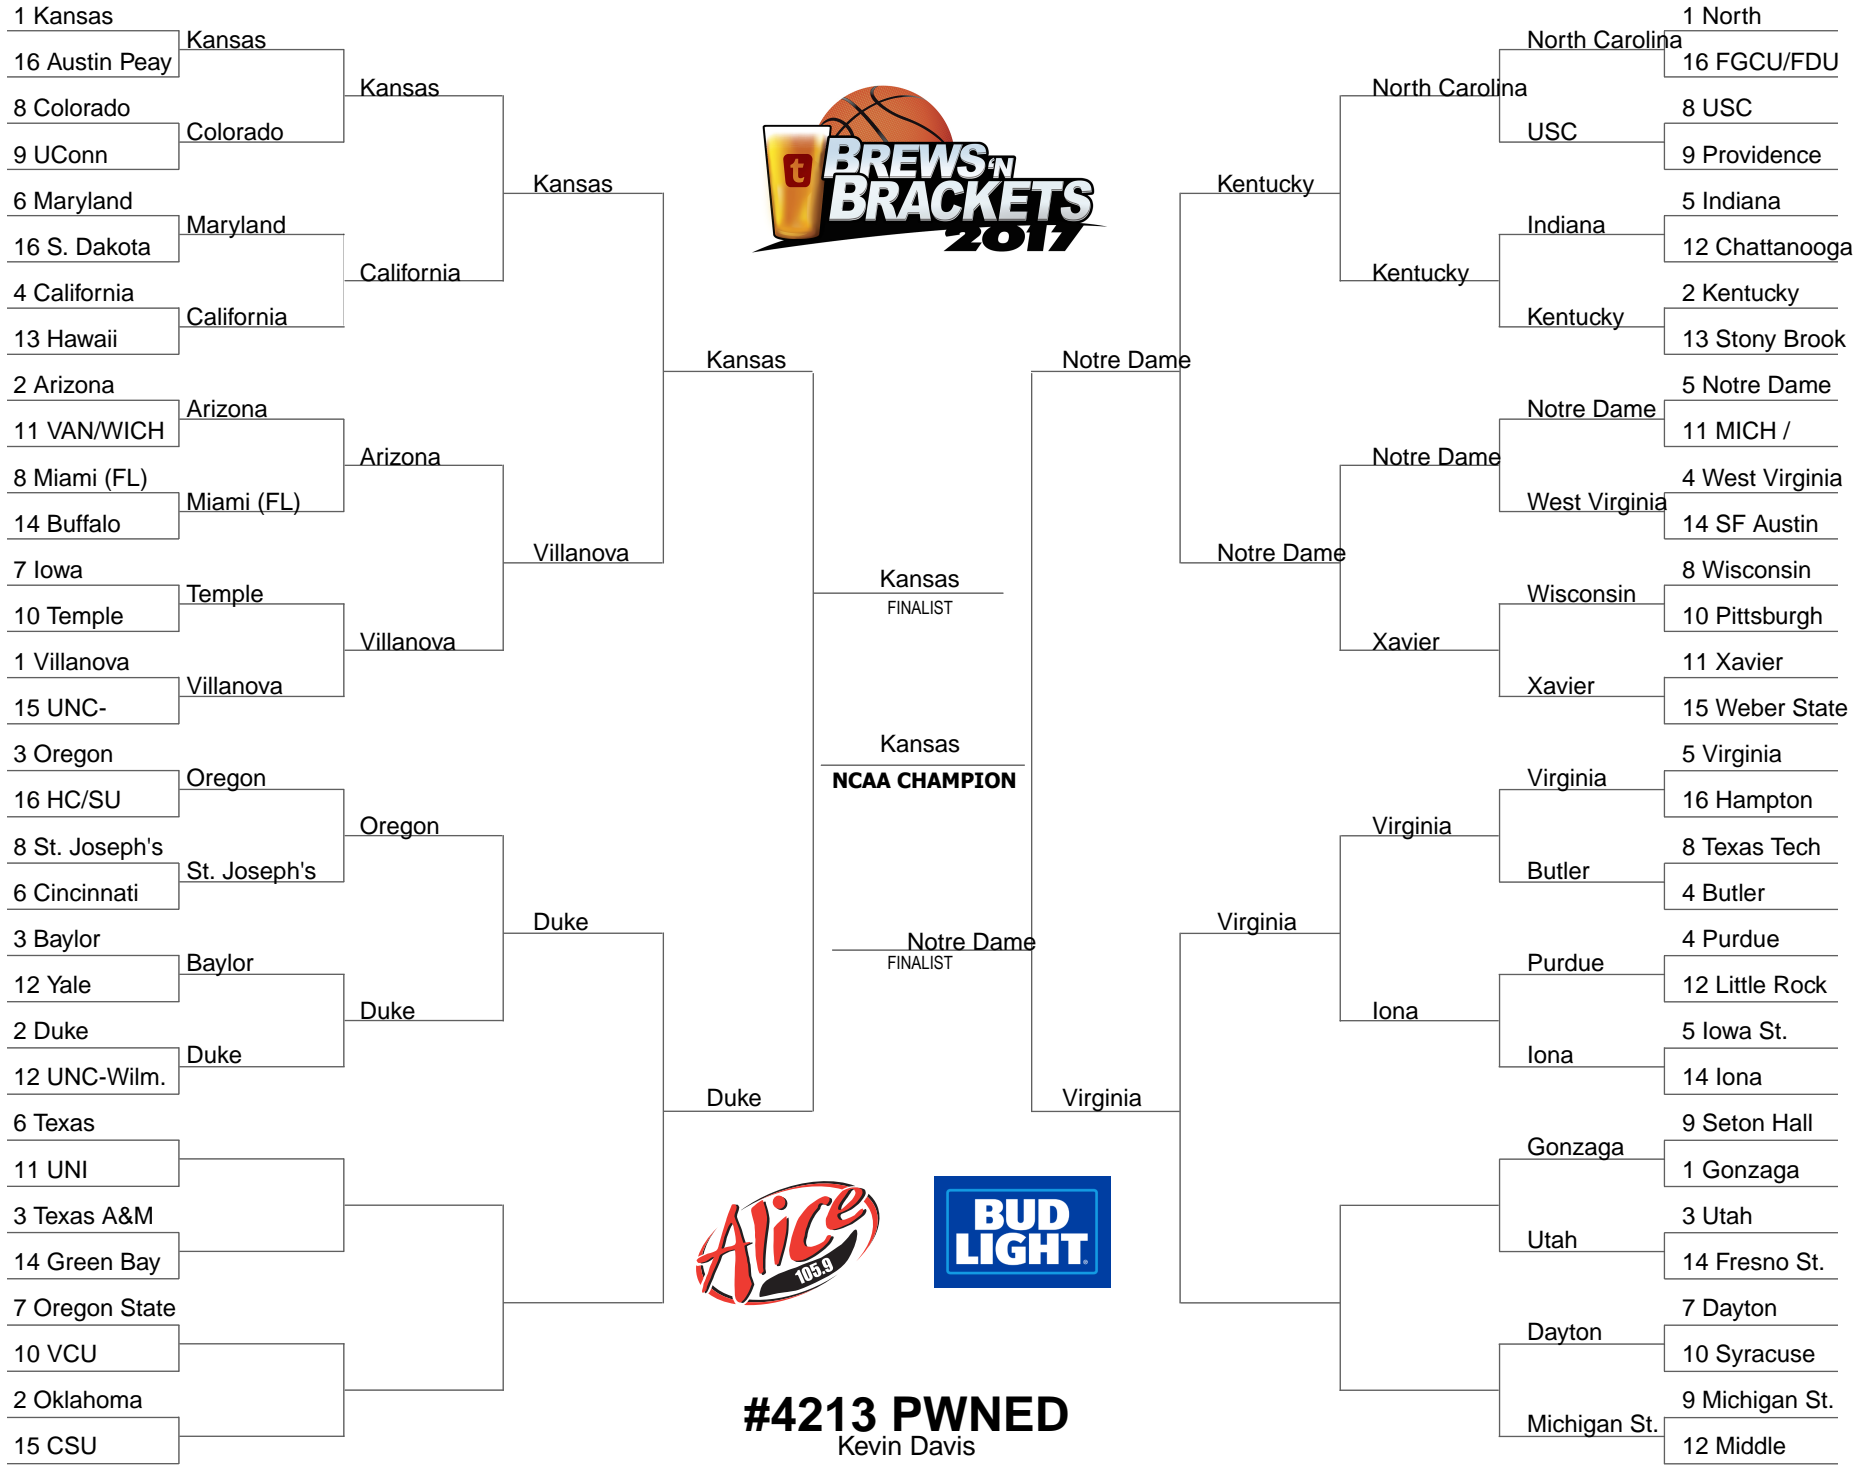 1 Kansas
16 Austin Peay
8 Colorado
9 UConn
6 Maryland
16 S. Dakota
4 California
13 Hawaii
2 Arizona
11 VAN/WICH
8 Miami (FL)
14 Buffalo
7 Iowa
10 Temple
1 Villanova
15 UNC-
3 Oregon
16 HC/SU
8 St. Joseph's
6 Cincinnati
3 Baylor
12 Yale
2 Duke
12 UNC-Wilm.
6 Texas
11 UNI
3 Texas A&M
14 Green Bay
7 Oregon State
10 VCU
2 Oklahoma
15 CSU
Kansas
Colorado
Maryland
California
Arizona
Miami (FL)
Temple
Villanova
Oregon
St. Joseph's
Baylor
Duke
Kansas
California
Arizona
Villanova
Oregon
Duke
Kansas
Villanova
Duke
Kansas
Duke
t
BREWS 'N
BRACKETS
2017
Kansas
FINALIST
Kansas
NCAA CHAMPION
Notre Dame
FINALIST
Alice
105.9
BUD
LIGHT
#4213 PWNED
Kevin Davis
Notre Dame
Virginia
Kentucky
Notre Dame
Virginia
North Carolina
Kentucky
Notre Dame
Xavier
Virginia
Iona
North Carolina
USC
Indiana
Kentucky
Notre Dame
West Virginia
Wisconsin
Xavier
Virginia
Butler
Purdue
Iona
Gonzaga
Utah
Dayton
Michigan St.
1 North
16 FGCU/FDU
8 USC
9 Providence
5 Indiana
12 Chattanooga
2 Kentucky
13 Stony Brook
5 Notre Dame
11 MICH /
4 West Virginia
14 SF Austin
8 Wisconsin
10 Pittsburgh
11 Xavier
15 Weber State
5 Virginia
16 Hampton
8 Texas Tech
4 Butler
4 Purdue
12 Little Rock
5 Iowa St.
14 Iona
9 Seton Hall
1 Gonzaga
3 Utah
14 Fresno St.
7 Dayton
10 Syracuse
9 Michigan St.
12 Middle